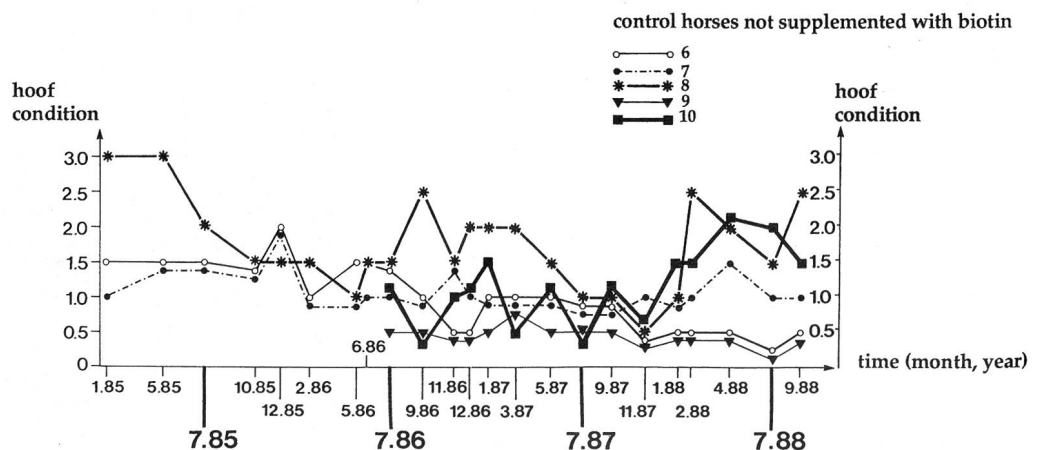 control horses not supplemented with biotin
6
7
8
9
10
hoof
condition
hoof
condition
3.0
2.5
2.0
1.5
1.0
0.5
0
3.0
2.5
2.0
1.5
1.0
0.5
6.86
time (month, year)
1.85 5.85 10.85 2.86 11.86 1.87 5.87 9.87 1.88 4.88 9.88
12.85 5.86 9.86 12.86 3.87 11.87 2.88
7.85 7.86 7.87 7.88